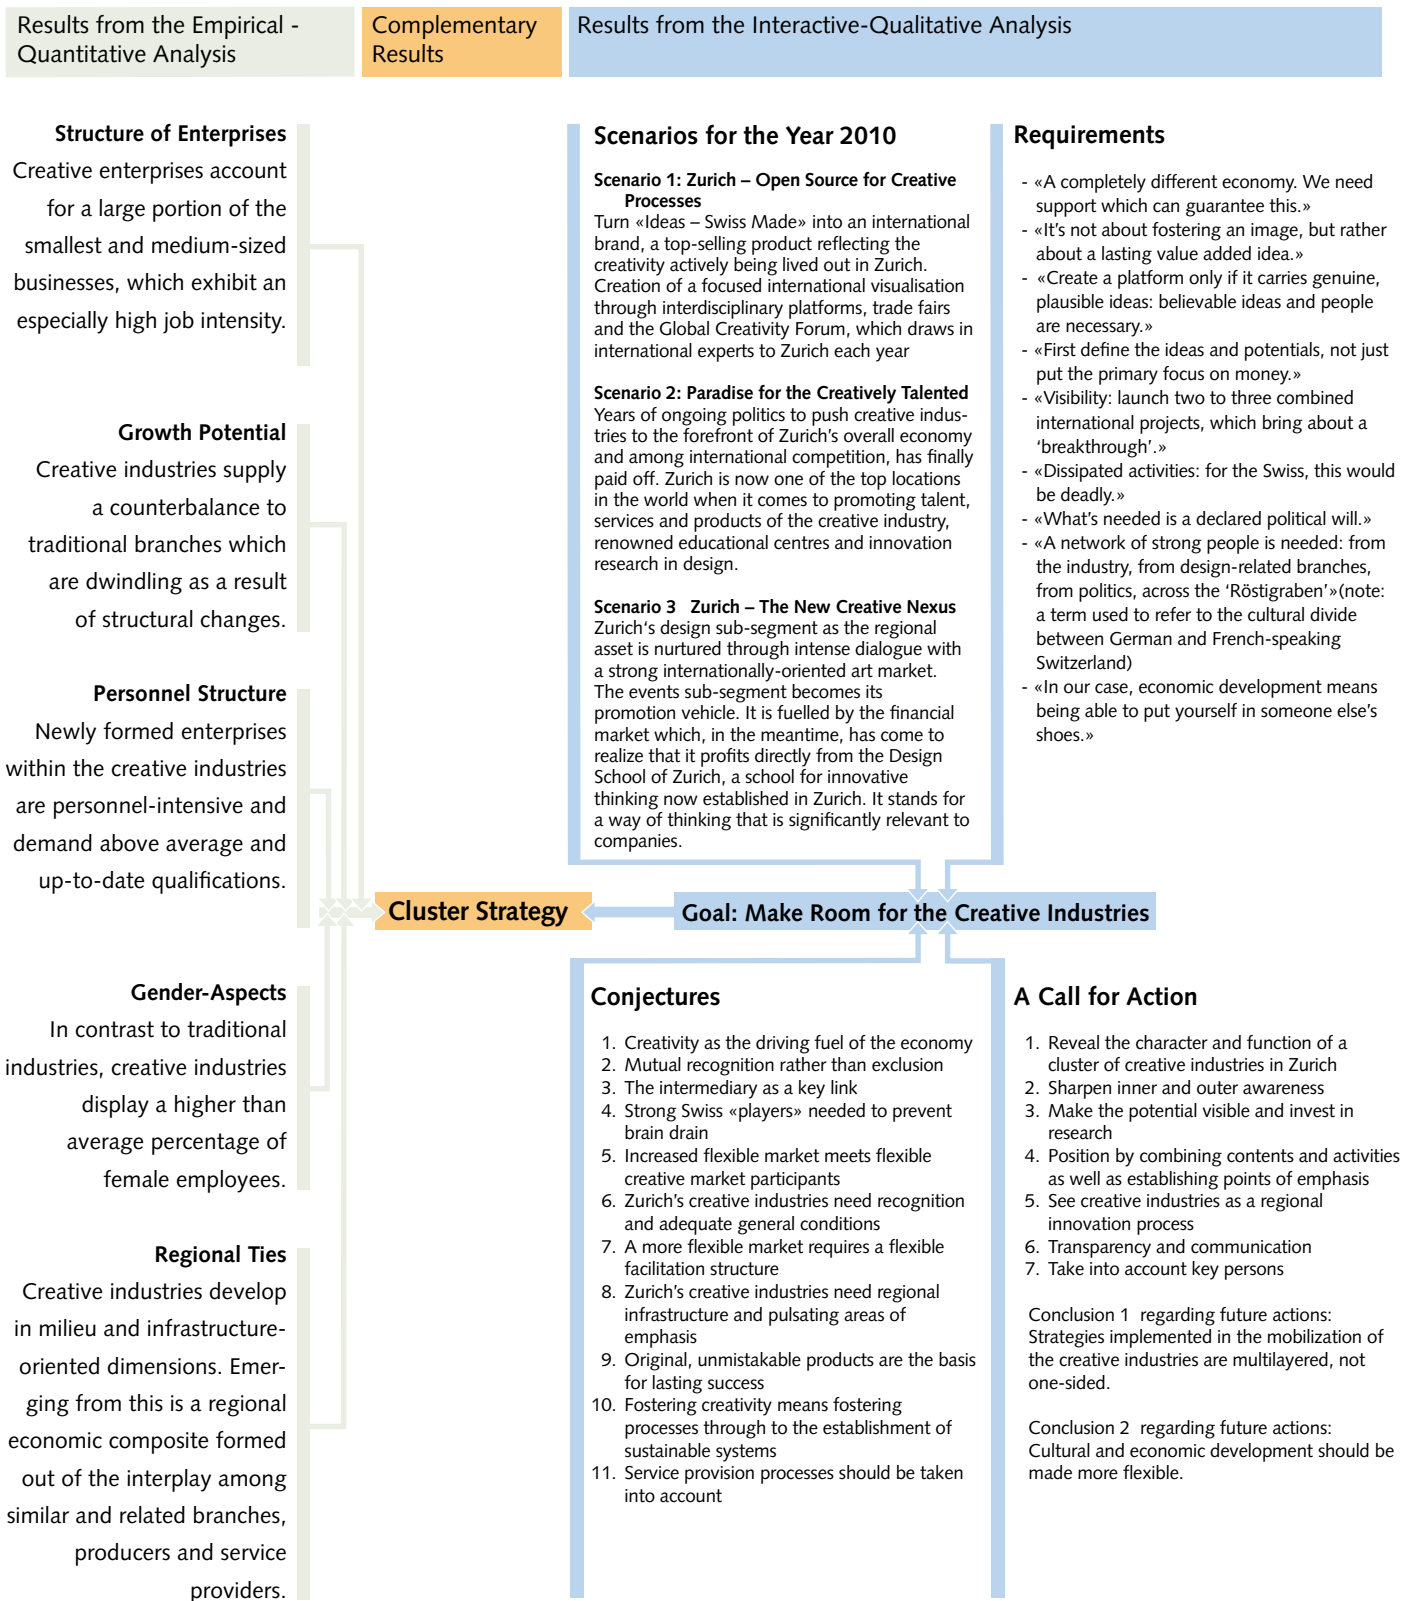 Results from the Empirical -
Quantitative Analysis
Complementary
Results
Results from the Interactive-Qualitative Analysis
Structure of Enterprises
Creative enterprises account
for a large portion of the
smallest and medium-sized
businesses, which exhibit an
especially high job intensity.
Growth Potential
Creative industries supply
a counterbalance to
traditional branches which
are dwindling as a result
of structural changes.
Personnel Structure
Newly formed enterprises
within the creative industries
are personnel-intensive and
demand above average and
up-to-date qualifications.
Gender-Aspects
In contrast to traditional
industries, creative industries
display a higher than
average percentage of
female employees.
Regional Ties
Creative industries develop
in milieu and infrastructure-
oriented dimensions. Emer-
ging from this is a regional
economic composite formed
out of the interplay among
similar and related branches,
producers and service
providers.
Cluster Strategy
Scenarios for the Year 2010
Scenario 1: Zurich – Open Source for Creative
Processes
Turn «Ideas – Swiss Made» into an international
brand, a top-selling product reflecting the
creativity actively being lived out in Zurich.
Creation of a focused international visualisation
through interdisciplinary platforms, trade fairs
and the Global Creativity Forum, which draws in
international experts to Zurich each year
Scenario 2: Paradise for the Creatively Talented
Years of ongoing politics to push creative indus-
tries to the forefront of Zurich's overall economy
and among international competition, has finally
paid off. Zurich is now one of the top locations
in the world when it comes to promoting talent,
services and products of the creative industry,
renowned educational centres and innovation
research in design.
Scenario 3 Zurich – The New Creative Nexus
Zurich's design sub-segment as the regional
asset is nurtured through intense dialogue with
a strong internationally-oriented art market.
The events sub-segment becomes its
promotion vehicle. It is fuelled by the financial
market which, in the meantime, has come to
realize that it profits directly from the Design
School of Zurich, a school for innovative
thinking now established in Zurich. It stands for
a way of thinking that is significantly relevant to
companies.
Requirements
- «A completely different economy. We need
support which can guarantee this.»
- «It's not about fostering an image, but rather
about a lasting value added idea.»
- «Create a platform only if it carries genuine,
plausible ideas: believable ideas and people
are necessary.»
- «First define the ideas and potentials, not just
put the primary focus on money.»
- «Visibility: launch two to three combined
international projects, which bring about a
'breakthrough'.»
- «Dissipated activities: for the Swiss, this would
be deadly.»
- «What's needed is a declared political will.»
- «A network of strong people is needed: from
the industry, from design-related branches,
from politics, across the 'Röstigraben'»(note:
a term used to refer to the cultural divide
between German and French-speaking
Switzerland)
- «In our case, economic development means
being able to put yourself in someone else's
shoes.»
Goal: Make Room for the Creative Industries
Conjectures
1. Creativity as the driving fuel of the economy
2. Mutual recognition rather than exclusion
3. The intermediary as a key link
4. Strong Swiss «players» needed to prevent
brain drain
5. Increased flexible market meets flexible
creative market participants
6. Zurich's creative industries need recognition
and adequate general conditions
7. A more flexible market requires a flexible
facilitation structure
8. Zurich's creative industries need regional
infrastructure and pulsating areas of
emphasis
9. Original, unmistakable products are the basis
for lasting success
10. Fostering creativity means fostering
processes through to the establishment of
sustainable systems
11. Service provision processes should be taken
into account
A Call for Action
1. Reveal the character and function of a
cluster of creative industries in Zurich
2. Sharpen inner and outer awareness
3. Make the potential visible and invest in
research
4. Position by combining contents and activities
as well as establishing points of emphasis
5. See creative industries as a regional
innovation process
6. Transparency and communication
7. Take into account key persons
Conclusion 1 regarding future actions:
Strategies implemented in the mobilization of
the creative industries are multilayered, not
one-sided.
Conclusion 2 regarding future actions:
Cultural and economic development should be
made more flexible.